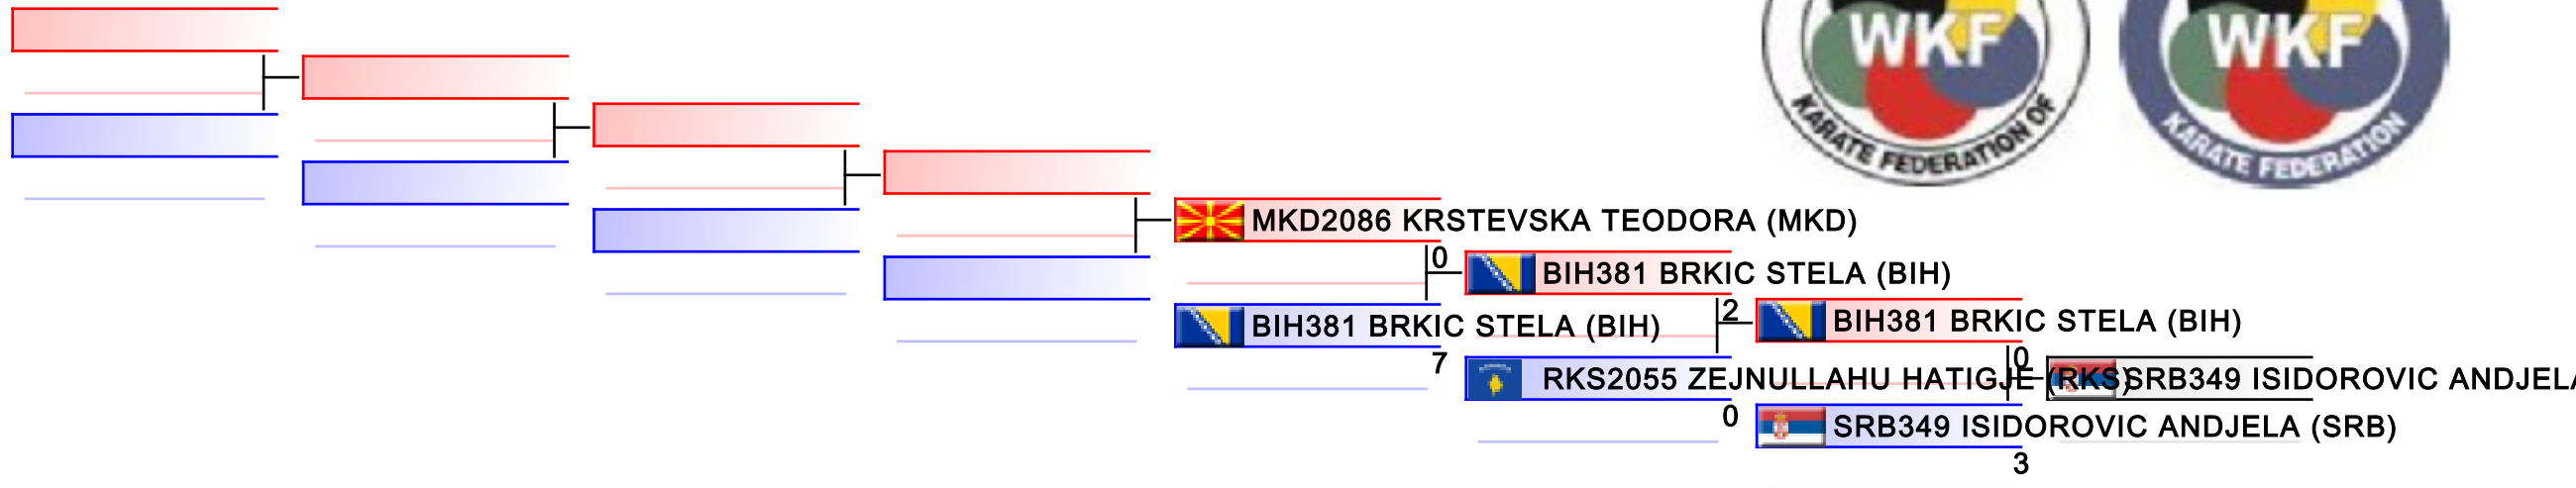 WKF
KARATE FEDERATION OF
WKF
KARATE FEDERATION
MKD2086 KRSTEVSKA TEODORA (MKD)
0
BIH381 BRKIC STELA (BIH)
BIH381 BRKIC STELA (BIH)
7
2
BIH381 BRKIC STELA (BIH)
RKS2055 ZEJNULLAHU HATIGJE (RKS)
0
0
SRB349 ISIDOROVIC ANDJELA
SRB349 ISIDOROVIC ANDJELA (SRB)
3